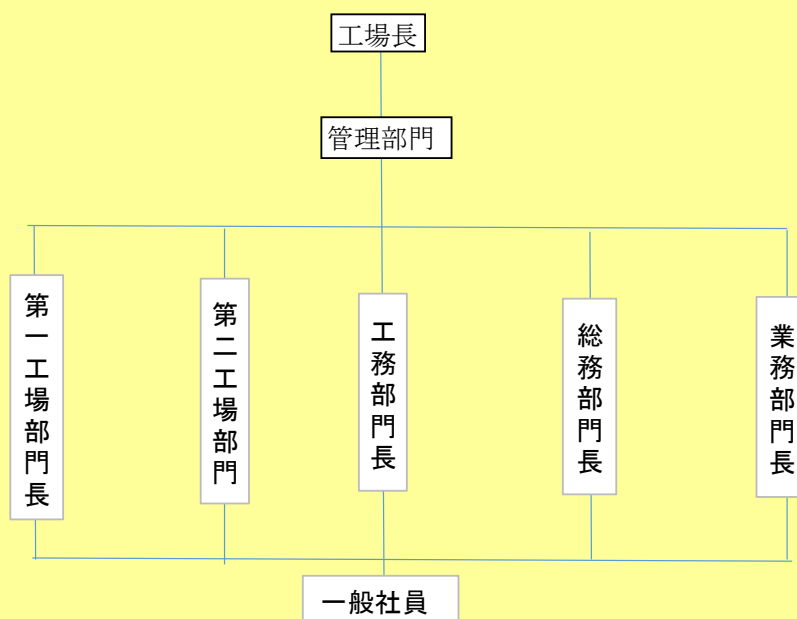 工場長
管理部門
第一工場部門長
第二工場部門
工務部門長
総務部門長
業務部門長
一般社員